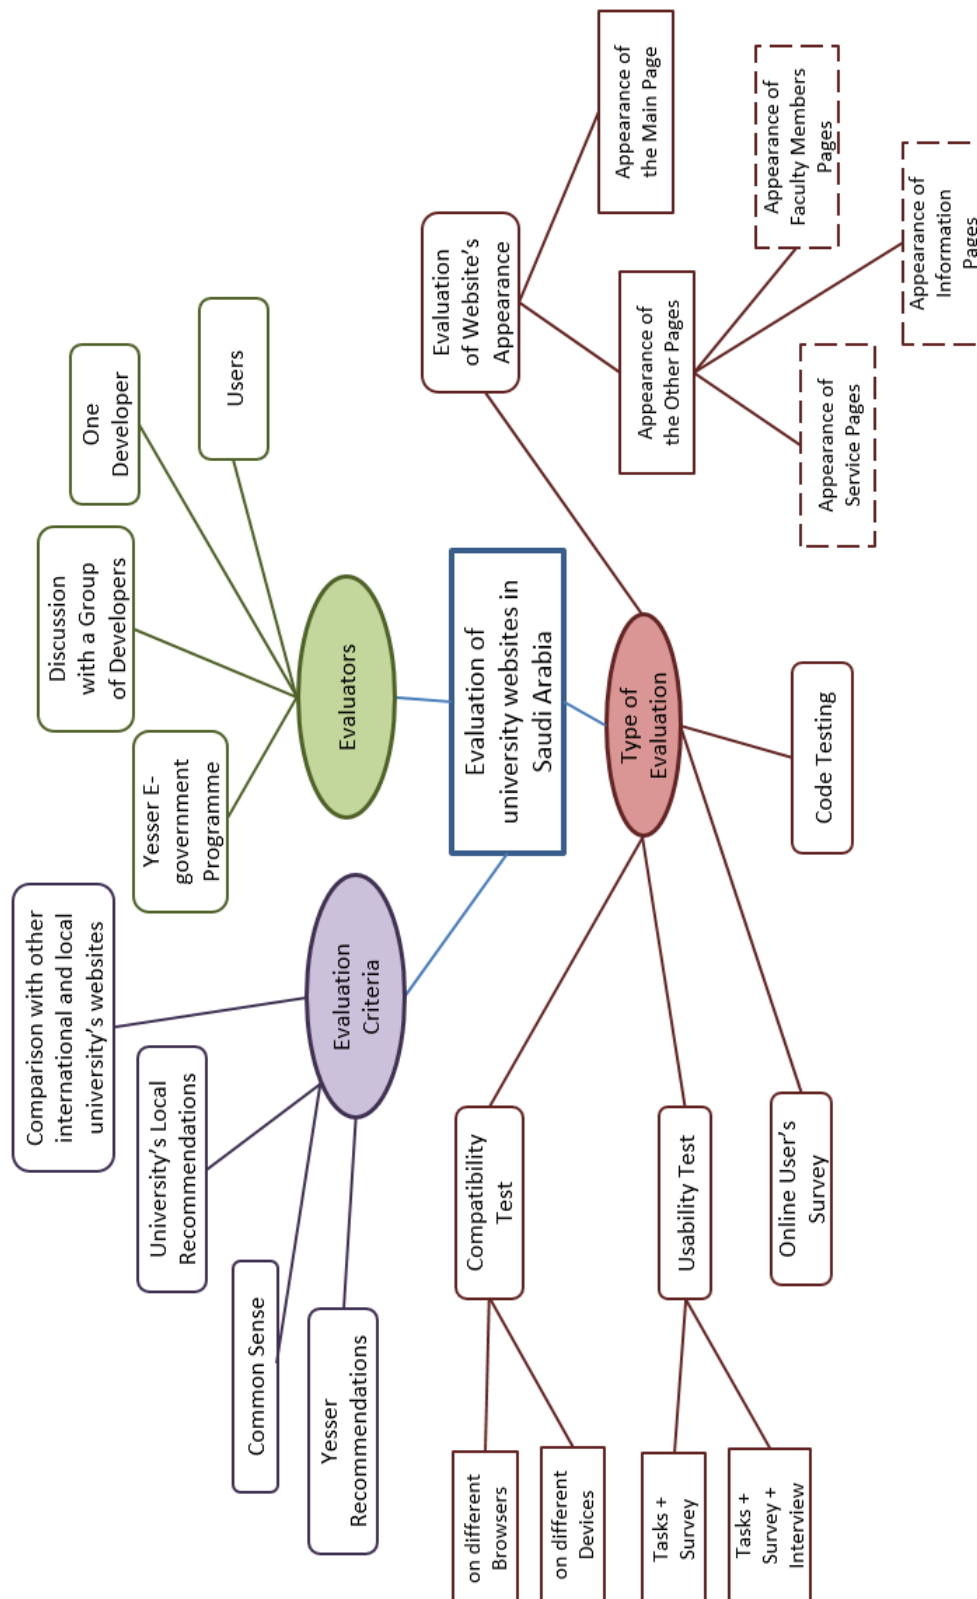 Comparison with other
international and local
university's websites
University's Local
Recommendations
Common Sense
Yesser
Recommendations
Evaluation
Criteria
Yesser E-
government
Programme
Discussion
with a Group
of Developers
One
Developer
Users
Evaluators
Evaluation of
university websites in
Saudi Arabia
Type of
Evaluation
Compatibility
Test
on different
Browsers
on different
Devices
Usability Test
Tasks +
Survey
Tasks +
Survey +
Interview
Online User's
Survey
Code Testing
Evaluation
of Website's
Appearance
Appearance of
the Main Page
Appearance of
the Other Pages
Appearance of
Service Pages
Appearance of
Faculty Members
Pages
Appearance of
Information
Pages